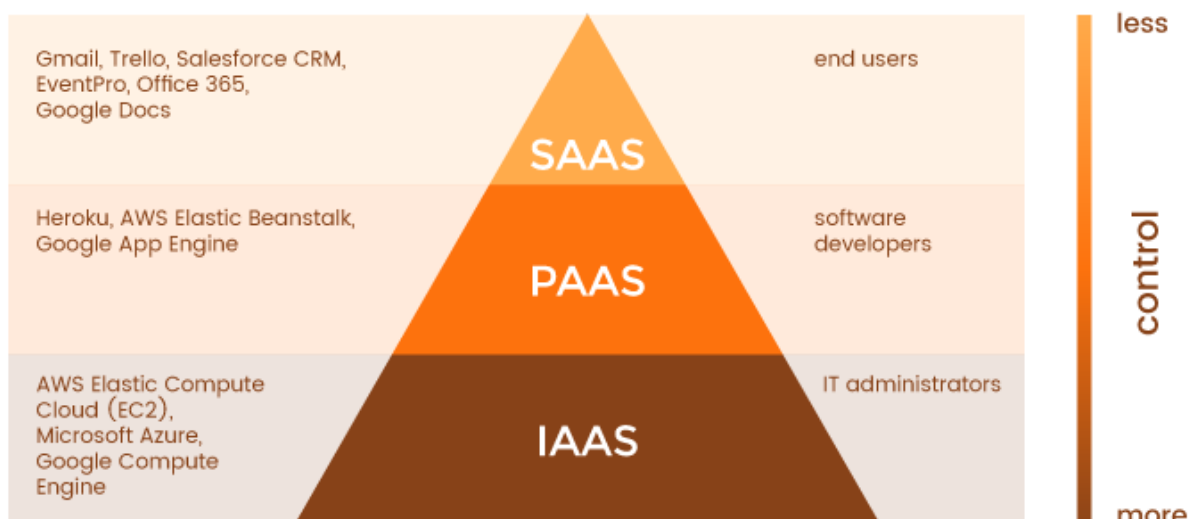 Gmail, Trello, Salesforce CRM,
EventPro, Office 365,
Google Docs
SAAS
end users
Heroku, AWS Elastic Beanstalk,
Google App Engine
PAAS
software
developers
AWS Elastic Compute
Cloud (EC2),
Microsoft Azure,
Google Compute
Engine
IAAS
IT administrators
less
control
more